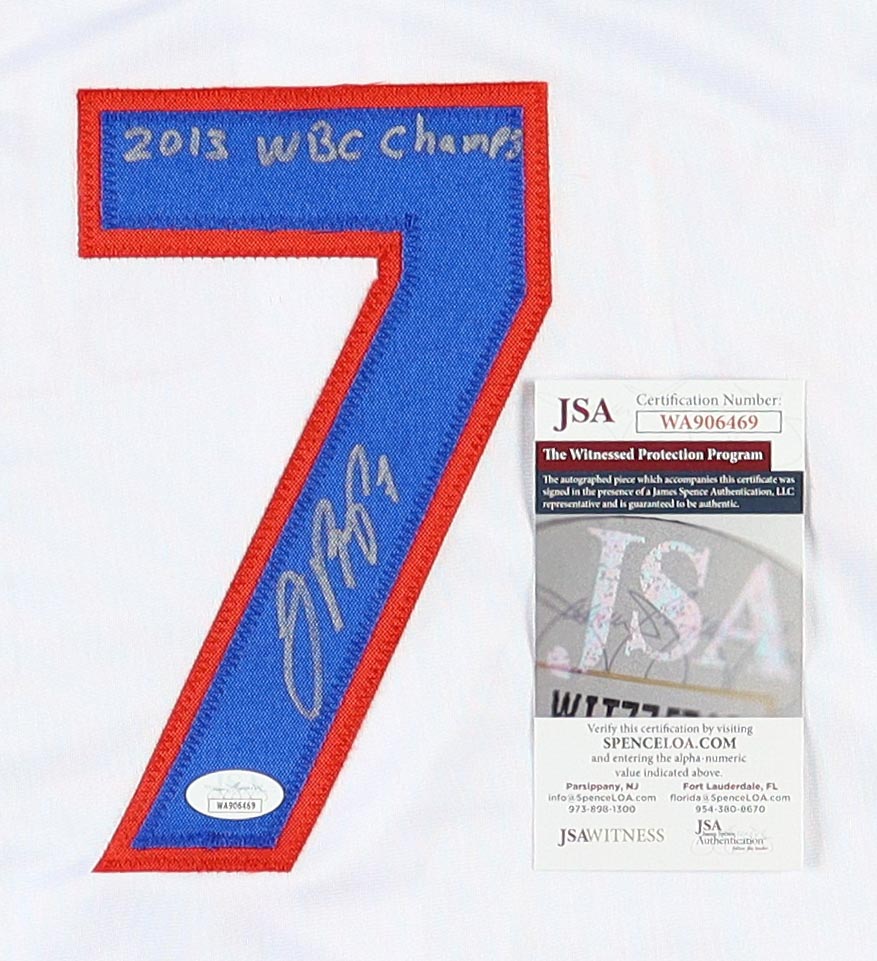 7
2013 WBC Champs
WA906469
JSA
Certification Number:
WA906469
The Witnessed Protection Program
The autographed piece which accompanies this certificate was
signed in the presence of a James Spence Authentication, LLC
representative and is guaranteed to be authentic.
JSA
Verify this certification by visiting
SPENCELOA.COM
and entering the alpha-numeric
value indicated above.
Parsippany, NJ
info@SpenceLOA.com
973-898-1300
Fort Lauderdale, FL
florida@SpenceLOA.com
954-380-8670
JSAWITNESS
JSA
Authentication